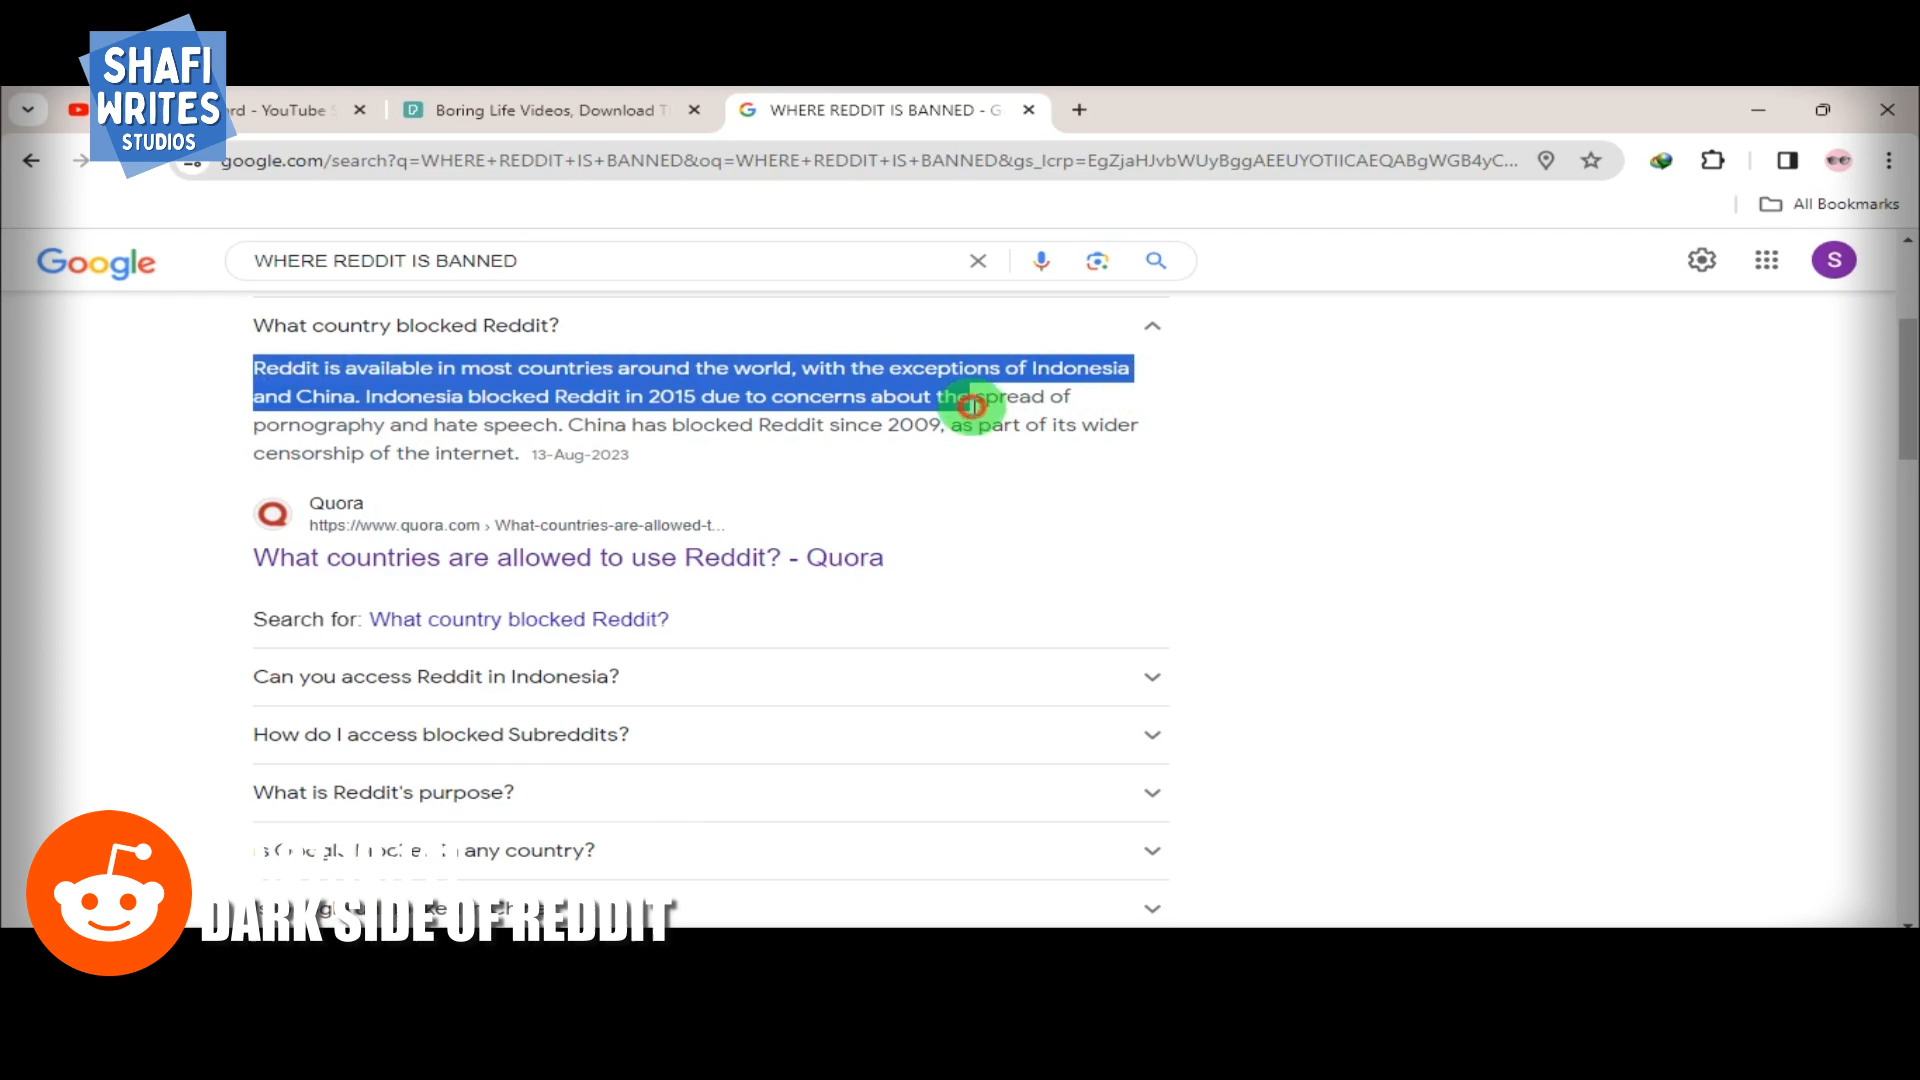 SHAFI
WRITES
STUDIOS
rd - YouTube
Boring Life Videos, Download T
WHERE REDDIT IS BANNED - G
google.com/search?q=WHERE+REDDIT+IS+BANNED&oq=WHERE+REDDIT+IS+BANNED&gs_lcrp=EgZjaHJvbWUyBggAEEUYOTIICAEQABgWGB4yC...
All Bookmarks
Google
WHERE REDDIT IS BANNED
S
What country blocked Reddit?
Reddit is available in most countries around the world, with the exceptions of Indonesia
and China. Indonesia blocked Reddit in 2015 due to concerns about the spread of
pornography and hate speech. China has blocked Reddit since 2009, as part of its wider
censorship of the internet. 13-Aug-2023
Quora
https://www.quora.com › What-countries-are-allowed-t...
What countries are allowed to use Reddit? - Quora
Search for: What country blocked Reddit?
Can you access Reddit in Indonesia?
How do I access blocked Subreddits?
What is Reddit's purpose?
any country?
DARK SIDE OF REDDIT